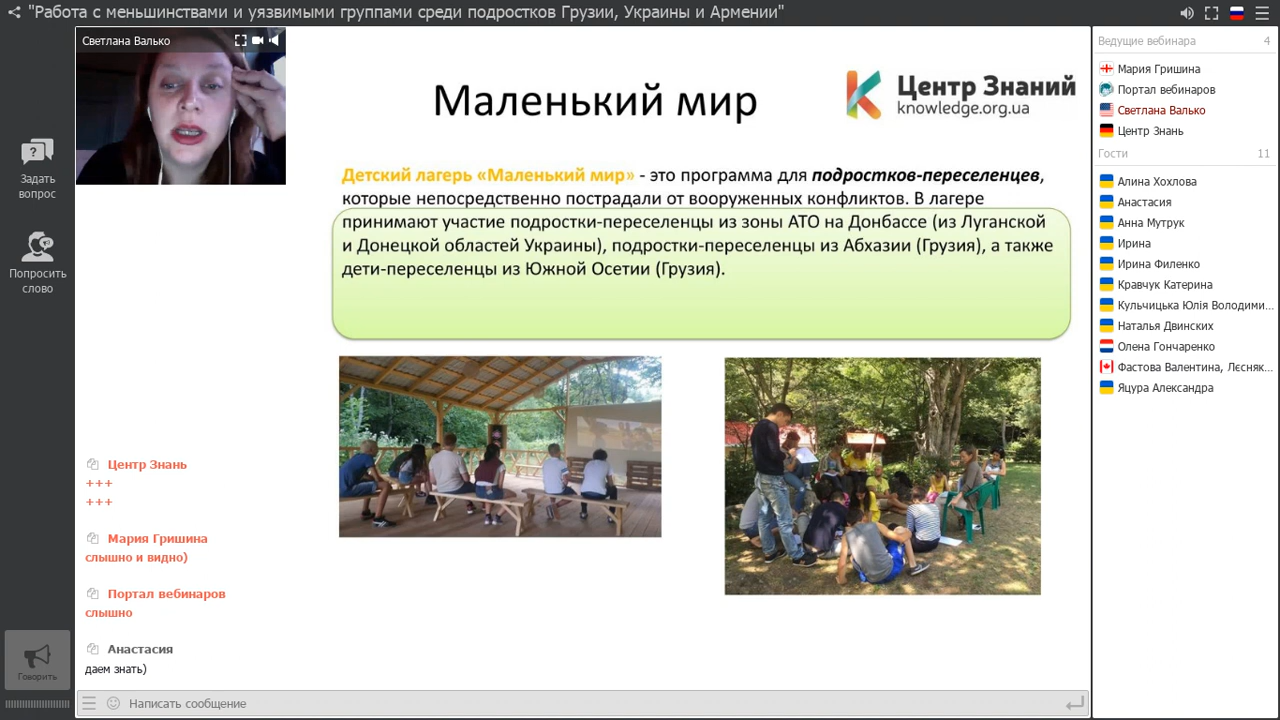 "Работа с меньшинствами и уязвимыми группами среди подростков Грузии, Украины и Армении"
Светлана Валько
Задать
вопрос
Попросить
слово
Говорить
Маленький мир
Центр Знаний
knowledge.org.ua
Детский лагерь «Маленький мир» - это программа для подростков-переселенцев,
которые непосредственно пострадали от вооруженных конфликтов. В лагере
принимают участие подростки-переселенцы из зоны АТО на Донбассе (из Луганской
и Донецкой областей Украины), подростки-переселенцы из Абхазии (Грузия), а также
дети-переселенцы из Южной Осетии (Грузия).
Центр Знань
+++
+++
Мария Гришина
слышно и видно)
Портал вебинаров
слышно
Анастасия
даем знать)
Написать сообщение
Ведущие вебинара 4
Мария Гришина
Портал вебинаров
Светлана Валько
Центр Знань
Гости 11
Алина Хохлова
Анастасия
Анна Мутрук
Ирина
Ирина Филенко
Кравчук Катерина
Кульчицька Юлія Володими...
Наталья Двинских
Олена Гончаренко
Фастова Валентина, Лєсняк...
Яцура Александра